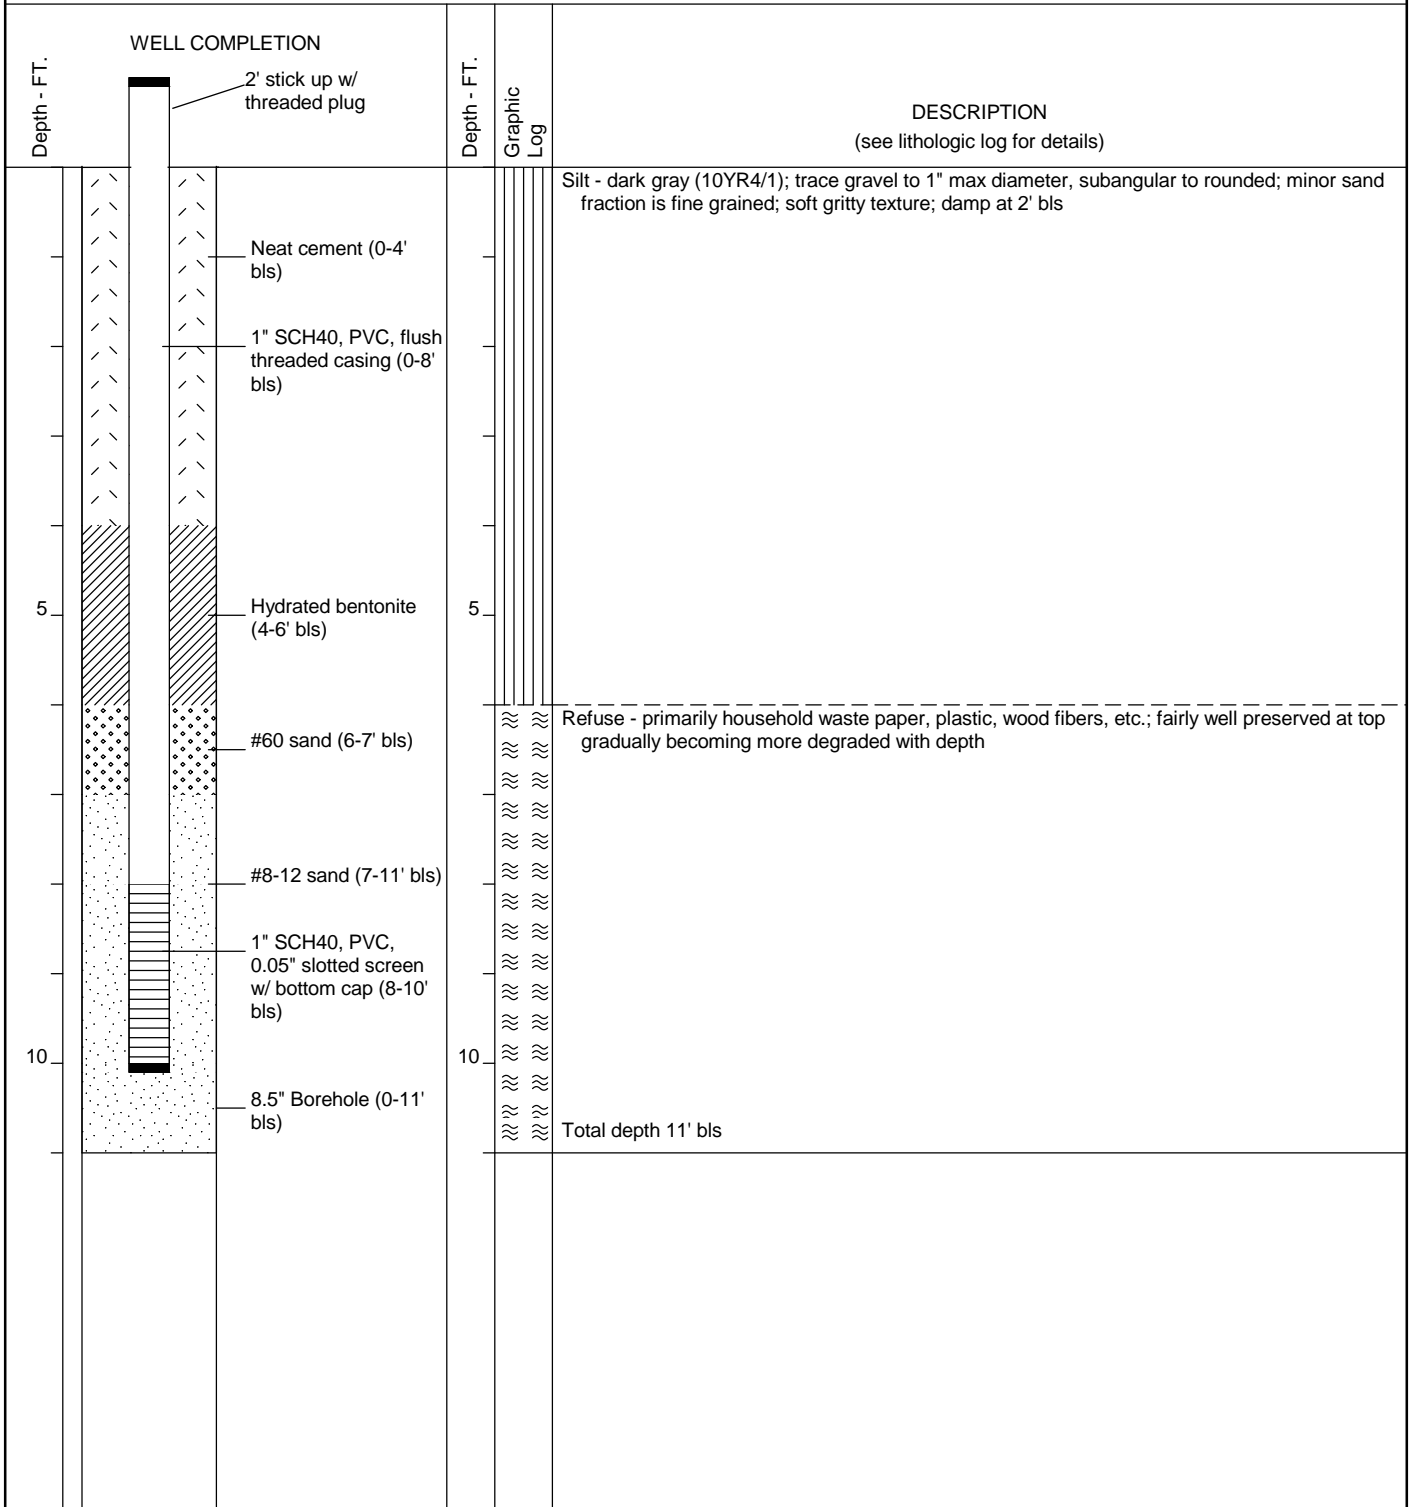 WELL COMPLETION
Depth - FT.
2' stick up w/
threaded plug
Neat cement (0-4'
bls)
1" SCH40, PVC, flush
threaded casing (0-8'
bls)
5
Hydrated bentonite
(4-6' bls)
#60 sand (6-7' bls)
#8-12 sand (7-11' bls)
1" SCH40, PVC,
0.05" slotted screen
w/ bottom cap (8-10'
bls)
10
8.5" Borehole (0-11'
bls)
Depth - FT.
5
10
Graphic
Log
DESCRIPTION
(see lithologic log for details)
Silt - dark gray (10YR4/1); trace gravel to 1" max diameter, subangular to rounded; minor sand
fraction is fine grained; soft gritty texture; damp at 2' bls
Refuse - primarily household waste paper, plastic, wood fibers, etc.; fairly well preserved at top
gradually becoming more degraded with depth
Total depth 11' bls